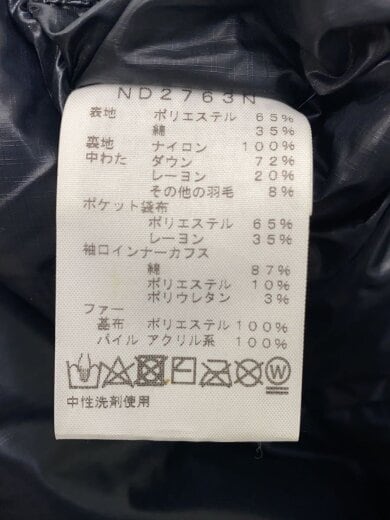 ND2763N
表地 ポリエステル 65%
綿 35%
裏地 ナイロン 100%
中わた ダウン 72%
レーヨン 20%
その他の羽毛 8%
ポケット袋布
ポリエステル 65%
レーヨン 35%
袖口インナーカフス
綿 87%
ポリエステル 10%
ポリウレタン 3%
ファー
基布 ポリエステル 100%
パイル アクリル系 100%
W
中性洗剤使用